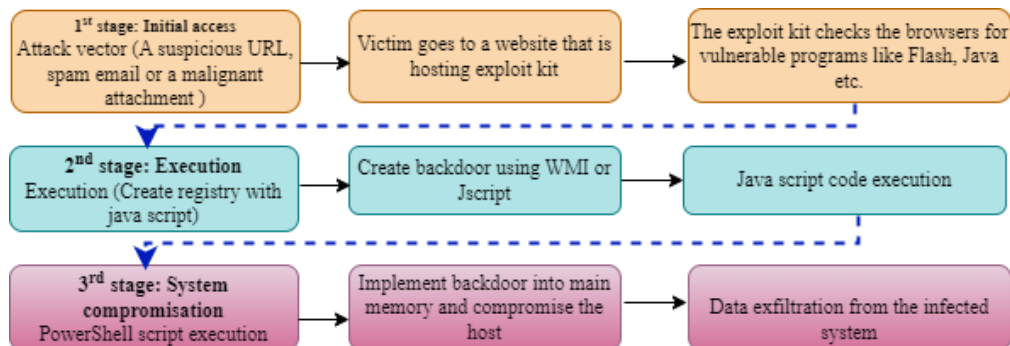 1st stage: Initial access
Attack vector (A suspicious URL,
spam email or a malignant
attachment )
Victim goes to a website that is
hosting exploit kit
The exploit kit checks the browsers for
vulnerable programs like Flash, Java
etc.
2nd stage: Execution
Execution (Create registry with
java script)
Create backdoor using WMI or
Jscript
Java script code execution
3rd stage: System
compromisation
PowerShell script execution
Implement backdoor into main
memory and compromise the
host
Data exfiltration from the infected
system